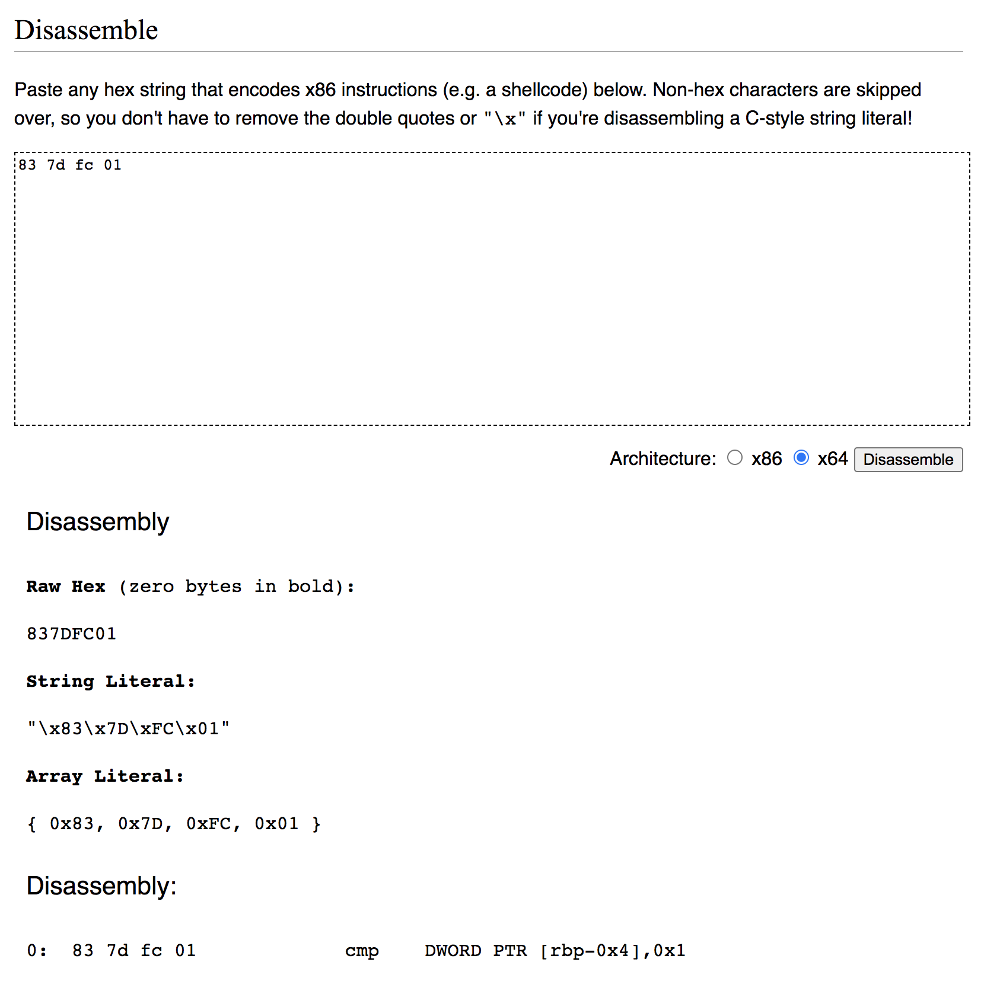 Disassemble
Paste any hex string that encodes x86 instructions (e.g. a shellcode) below. Non-hex characters are skipped
over, so you don't have to remove the double quotes or "\x" if you're disassembling a C-style string literal!
83 7d fc 01
Architecture: x86 x64 Disassemble
Disassembly
Raw Hex (zero bytes in bold):
837DFC01
String Literal:
"\x83\x7D\xFC\x01"
Array Literal:
{ 0x83, 0x7D, 0xFC, 0x01 }
Disassembly:
0:  83 7d fc 01             cmp    DWORD PTR [rbp-0x4],0x1